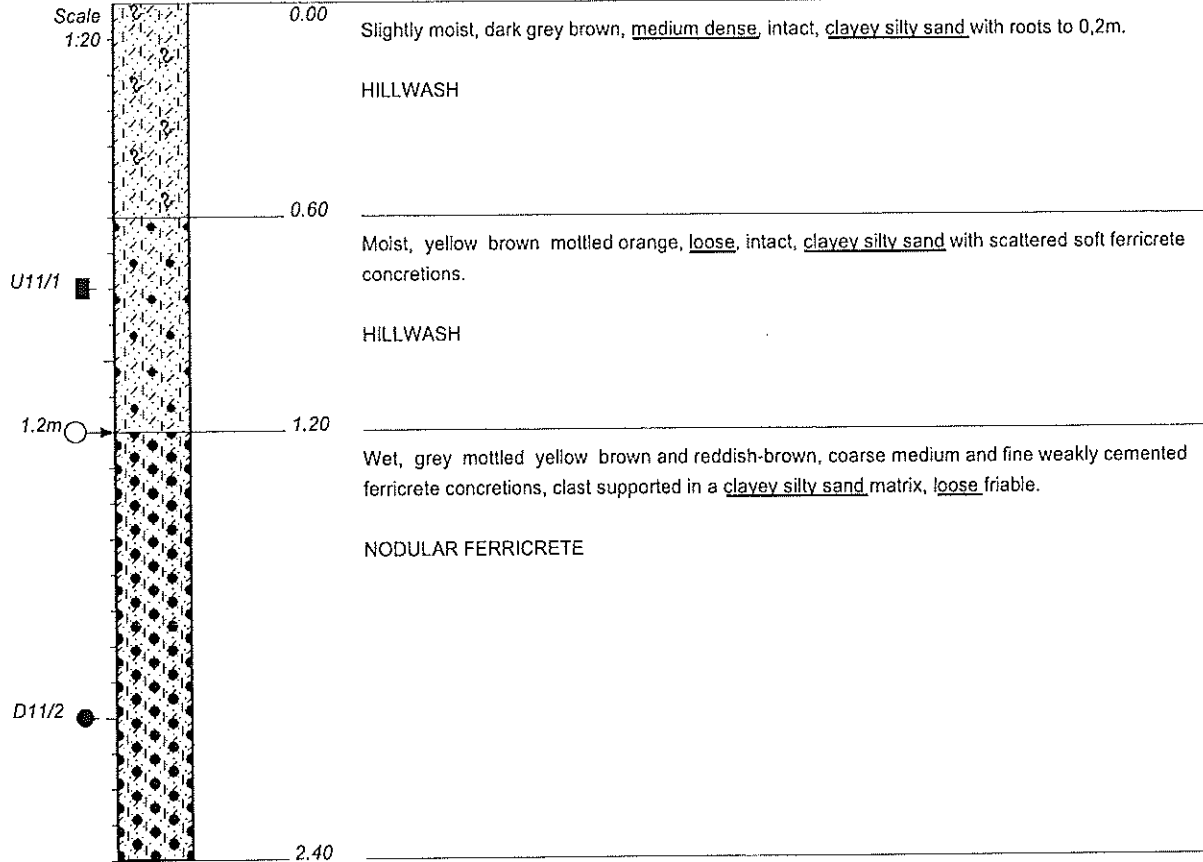 Scale
1:20
0.00
Slightly moist, dark grey brown, medium dense, intact, clayey silty sand with roots to 0,2m.
HILLWASH
0.60
Moist, yellow brown mottled orange, loose, intact, clayey silty sand with scattered soft ferricrete
concretions.
U11/1
HILLWASH
1.2m
1.20
Wet, grey mottled yellow brown and reddish-brown, coarse medium and fine weakly cemented
ferricrete concretions, clast supported in a clayey silty sand matrix, loose friable.
NODULAR FERRICRETE
D11/2
2.40